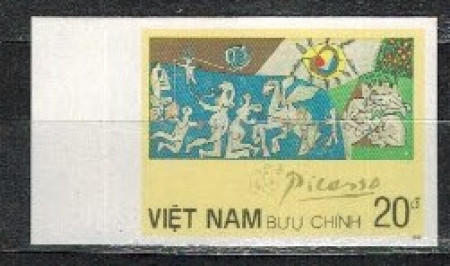 Picasso
VIỆT NAM BƯU CHÍNH 20đ